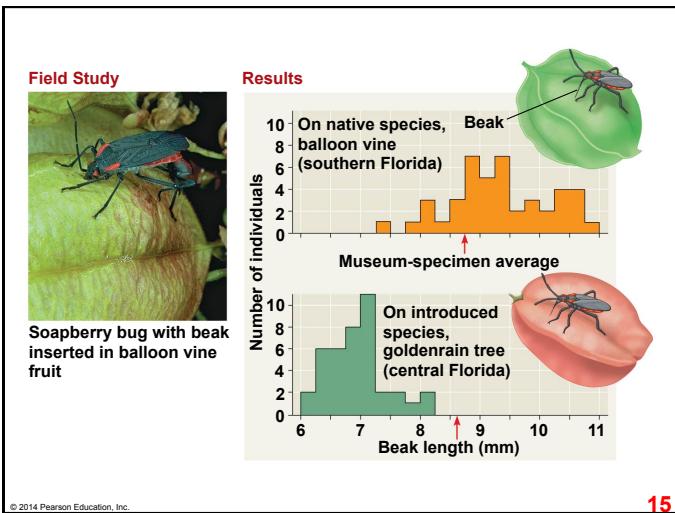 Field Study
Results
On native species,
balloon vine
(southern Florida)
Beak
10
8
6
4
2
0
Number of individuals
Museum-specimen average
On introduced
species,
goldenrain tree
(central Florida)
10
8
6
4
2
0
6 7 8 9 10 11
Beak length (mm)
Soapberry bug with beak
inserted in balloon vine
fruit
© 2014 Pearson Education, Inc.
15